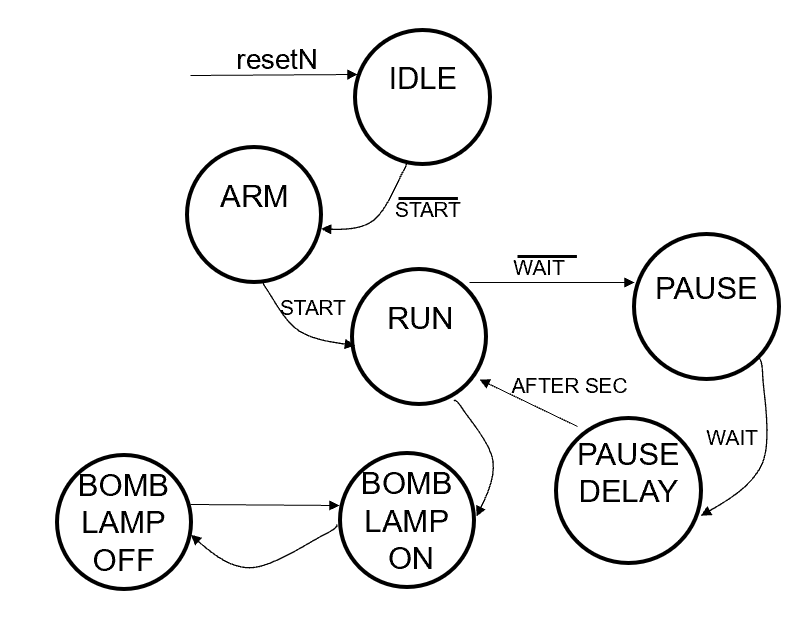 resetN
IDLE
START
ARM
START
RUN
WAIT
PAUSE
AFTER SEC
WAIT
PAUSE
DELAY
BOMB
LAMP
OFF
BOMB
LAMP
ON